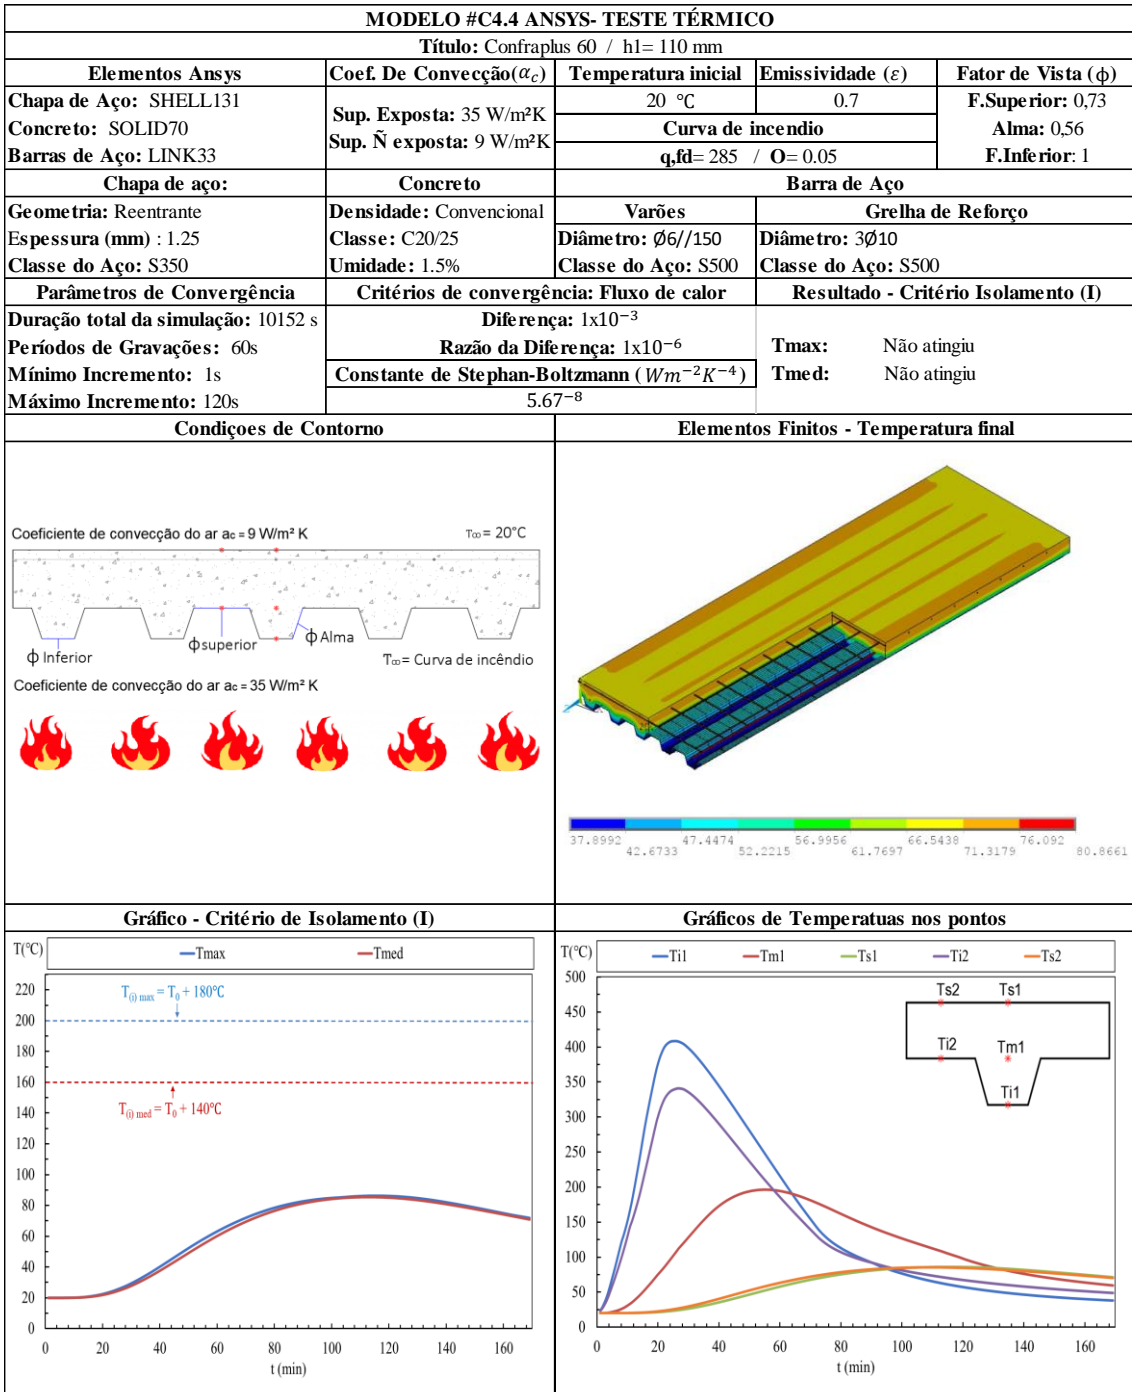 MODELO #C4.4 ANSYS- TESTE TÉRMICO
Título: Confraplus 60 / h1= 110 mm
Elementos Ansys
Coef. De Convecção(α_c)
Temperatura inicial
Emissividade (ε)
Fator de Vista (ϕ)
Chapa de Aço: SHELL131
Concreto: SOLID70
Barras de Aço: LINK33
Sup. Exposta: 35 W/m²K
Sup. Ñ exposta: 9 W/m²K
20 °C
0.7
Curva de incendio
q,fd= 285 / O= 0.05
F.Superior: 0,73
Alma: 0,56
F.Inferior: 1
Chapa de aço:
Concreto
Barra de Aço
Geometria: Reentrante
Espessura (mm) : 1.25
Classe do Aço: S350
Densidade: Convencional
Classe: C20/25
Umidade: 1.5%
Varões
Diâmetro: Ø6//150
Classe do Aço: S500
Grelha de Reforço
Diâmetro: 3Ø10
Classe do Aço: S500
Parâmetros de Convergência
Critérios de convergência: Fluxo de calor
Resultado - Critério Isolamento (I)
Duração total da simulação: 10152 s
Períodos de Gravações: 60s
Mínimo Incremento: 1s
Máximo Incremento: 120s
Diferença: 1x10⁻³
Razão da Diferença: 1x10⁻⁶
Constante de Stephan-Boltzmann ( Wm⁻²K⁻⁴)
5.67⁻⁸
Tmax: Não atingiu
Tmed: Não atingiu
Condiçoes de Contorno
Elementos Finitos - Temperatura final
Coeficiente de convecção do ar ac = 9 W/m² K
T∞= 20°C
ϕ Inferior
ϕsuperior
ϕ Alma
T∞= Curva de incêndio
Coeficiente de convecção do ar ac = 35 W/m² K
37.8992 47.4474 56.9956 66.5438 76.092
42.6733 52.2215 61.7697 71.3179 80.8661
Gráfico - Critério de Isolamento (I)
Gráficos de Temperatuas nos pontos
T(°C)
Tmax Tmed
220
200
180
160
140
120
100
80
60
40
20
0
T(i) max = T0 + 180°C
T(i) med = T0 + 140°C
0 20 40 60 80 100 120 140 160
t (min)
T(°C)
Ti1 Tm1 Ts1 Ti2 Ts2
500
450
400
350
300
250
200
150
100
50
0
Ts2 Ts1
Ti2 Tm1
Ti1
0 20 40 60 80 100 120 140 160
t (min)